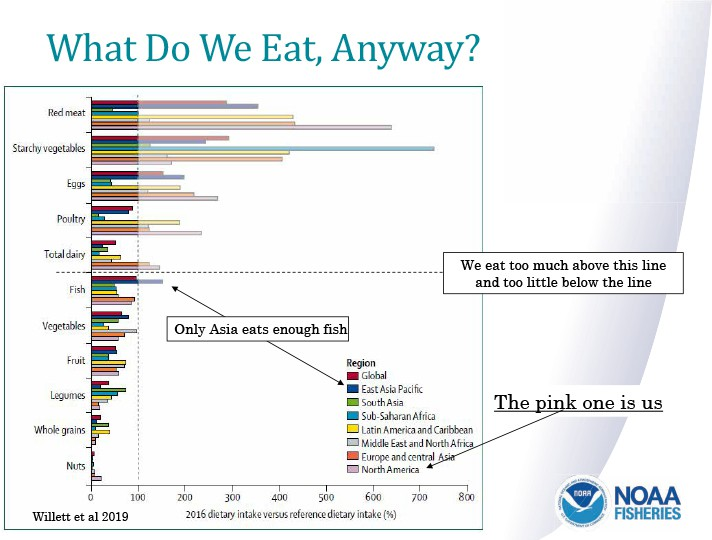 What Do We Eat, Anyway?
Red meat
Starchy vegetables
Eggs
Poultry
Total dairy
We eat too much above this line
and too little below the line
Fish
Only Asia eats enough fish
Vegetables
Fruit
Legumes
Whole grains
Nuts
Region
Global
East Asia Pacific
South Asia
Sub-Saharan Africa
Latin America and Caribbean
Middle East and North Africa
Europe and central Asia
North America
The pink one is us
0 100 200 300 400 500 600 700 800
2016 dietary intake versus reference dietary intake (%)
Willett et al 2019
NOAA
NOAA
FISHERIES